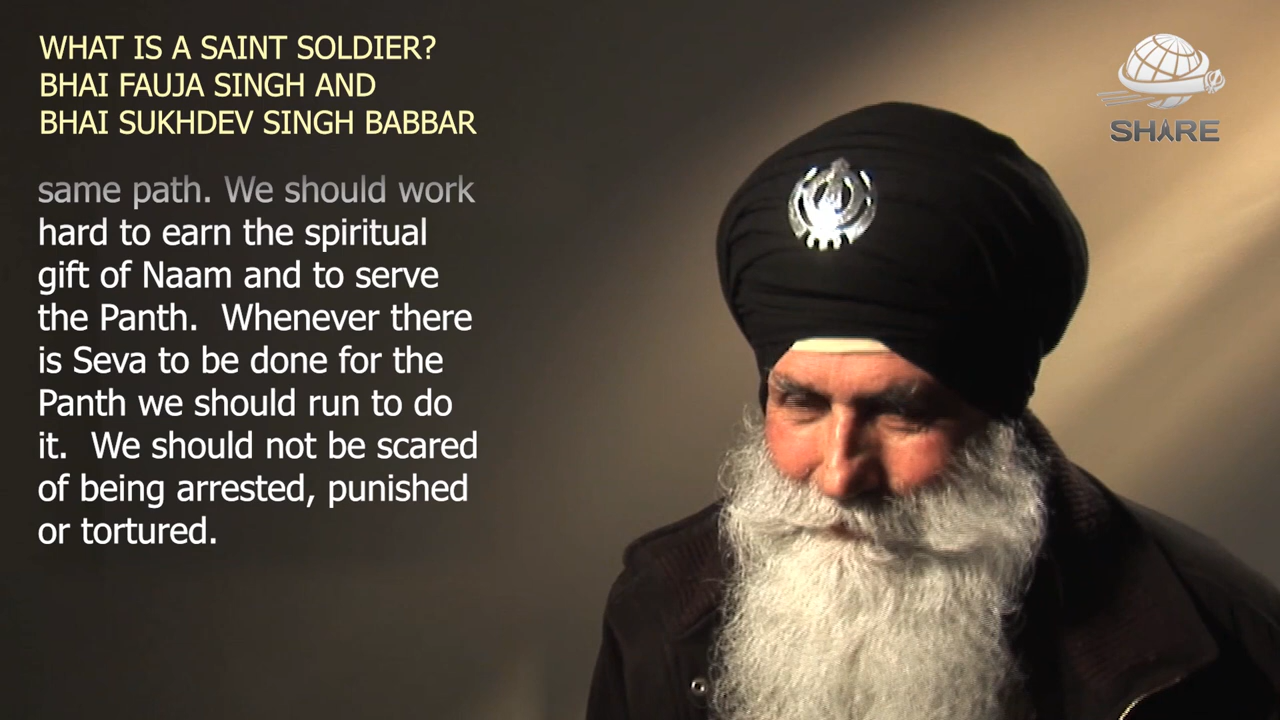 WHAT IS A SAINT SOLDIER?
BHAI FAUJA SINGH AND
BHAI SUKHDEV SINGH BABBAR
SHARE
same path. We should work
hard to earn the spiritual
gift of Naam and to serve
the Panth.  Whenever there
is Seva to be done for the
Panth we should run to do
it.  We should not be scared
of being arrested, punished
or tortured.